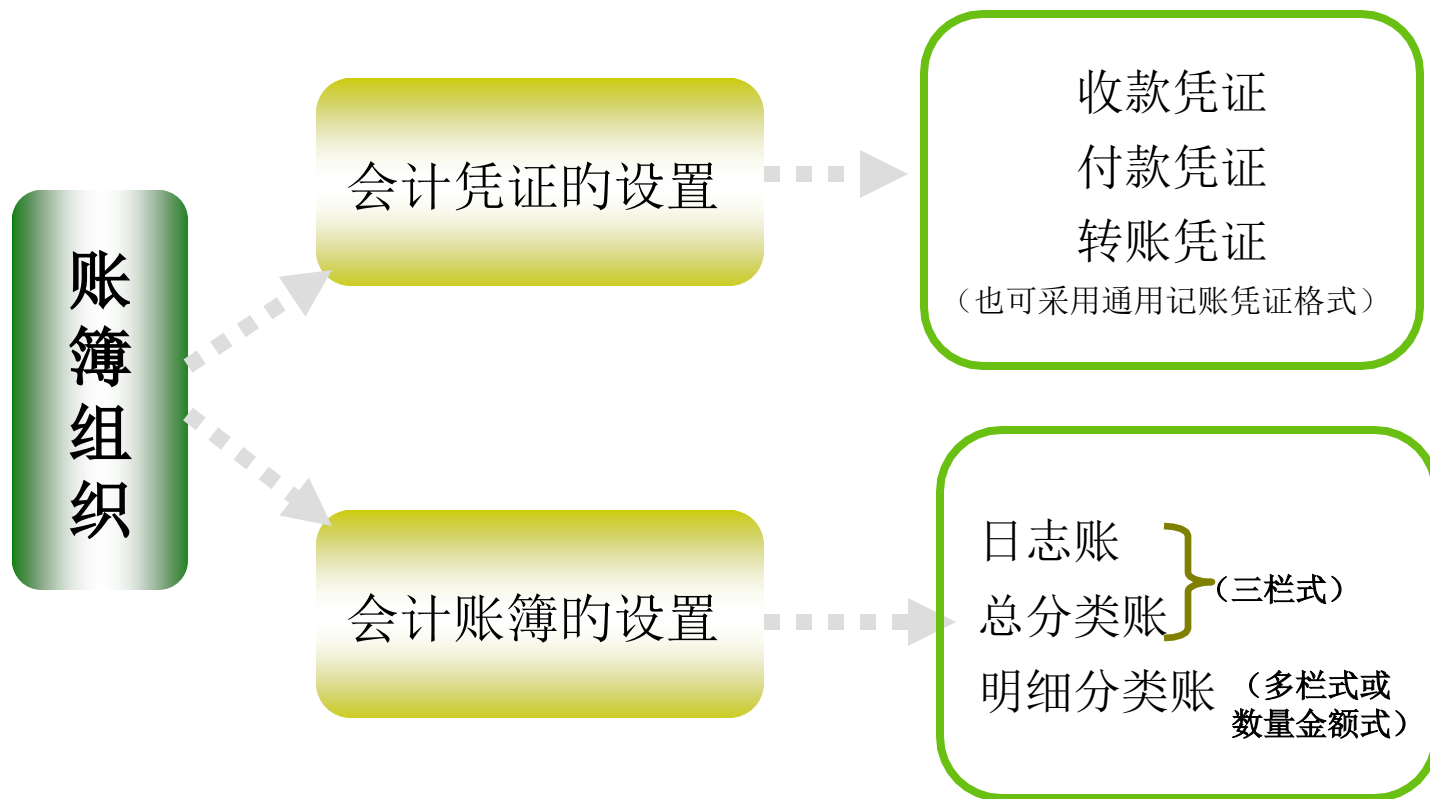 账簿组织
会计凭证旳设置
收款凭证
付款凭证
转账凭证
（也可采用通用记账凭证格式）
会计账簿旳设置
日志账
总分类账
（三栏式）
明细分类账
（多栏式或
数量金额式）